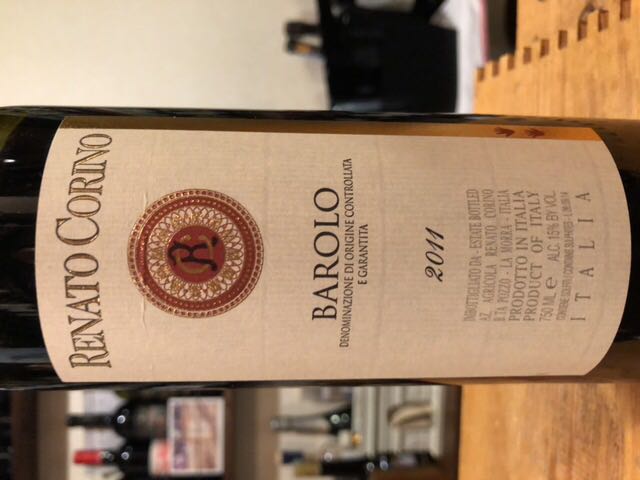 RENATO CORINO
BAROLO
DENOMINAZIONE DI ORIGINE CONTROLLATA
E GARANTITA
2011
IMBOTTIGLIATO DA - ESTATE BOTTLED
AZ. AGRICOLA RENATO CORINO
B.TA POZZO - LA MORRA - ITALIA
PRODOTTO IN ITALIA
PRODUCT OF ITALY
750 ML e ALC. 15% BY VOL
ITALIA